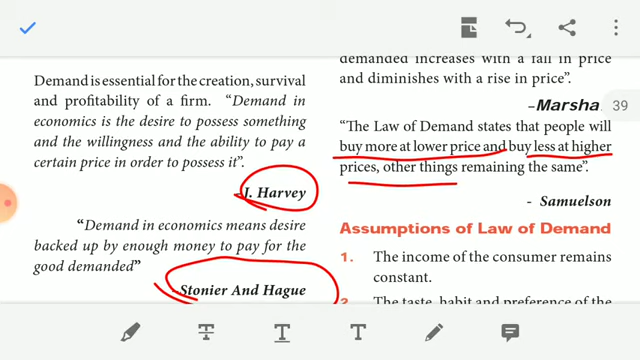 Demand is essential for the creation, survival
and profitability of a firm. “Demand in
economics is the desire to possess something
and the willingness and the ability to pay a
certain price in order to possess it”.
J. Harvey
“Demand in economics means desire
backed up by enough money to pay for the
good demanded”
Stonier And Hague
demanded increases with a fall in price
and diminishes with a rise in price”.
-Marsha
39
“The Law of Demand states that people will
buy more at lower price and buy less at higher
prices, other things remaining the same”.
- Samuelson
Assumptions of Law of Demand
1. The income of the consumer remains
constant.
2. The taste, habit and preference of the
T
T
T